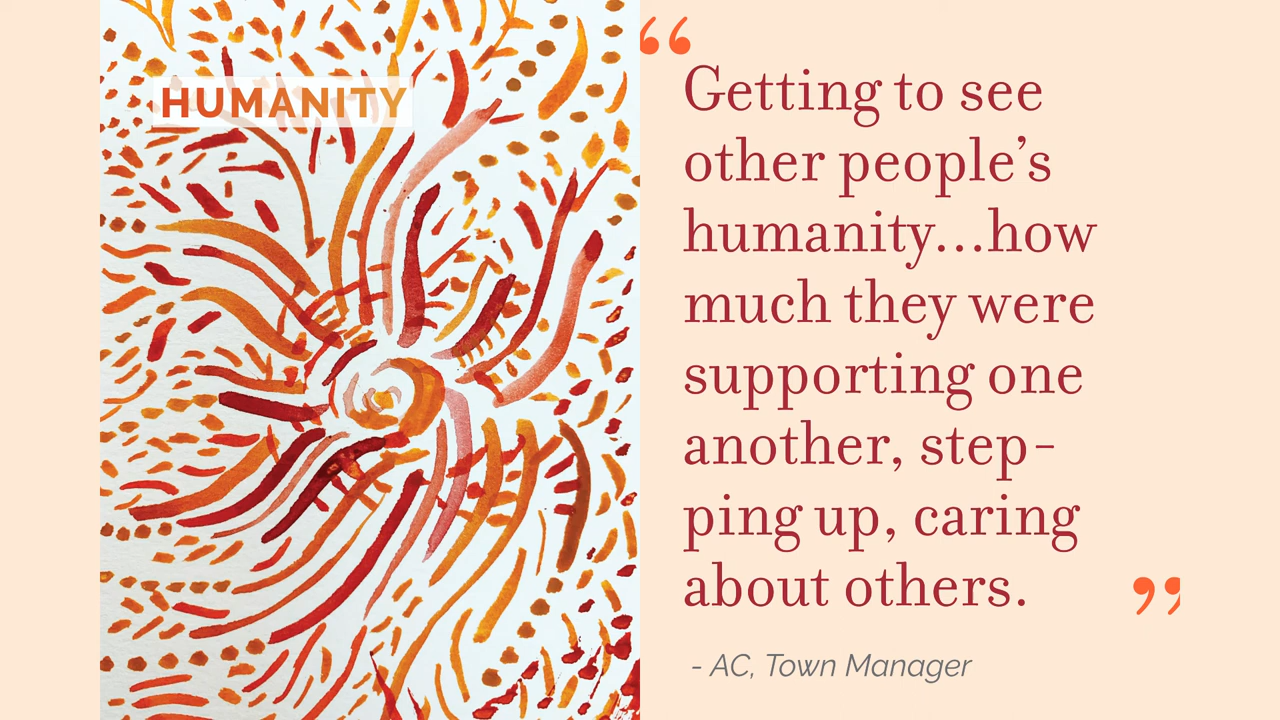 HUMANITY
“Getting to see
other people’s
humanity...how
much they were
supporting one
another, step-
ping up, caring
about others.”
- AC, Town Manager